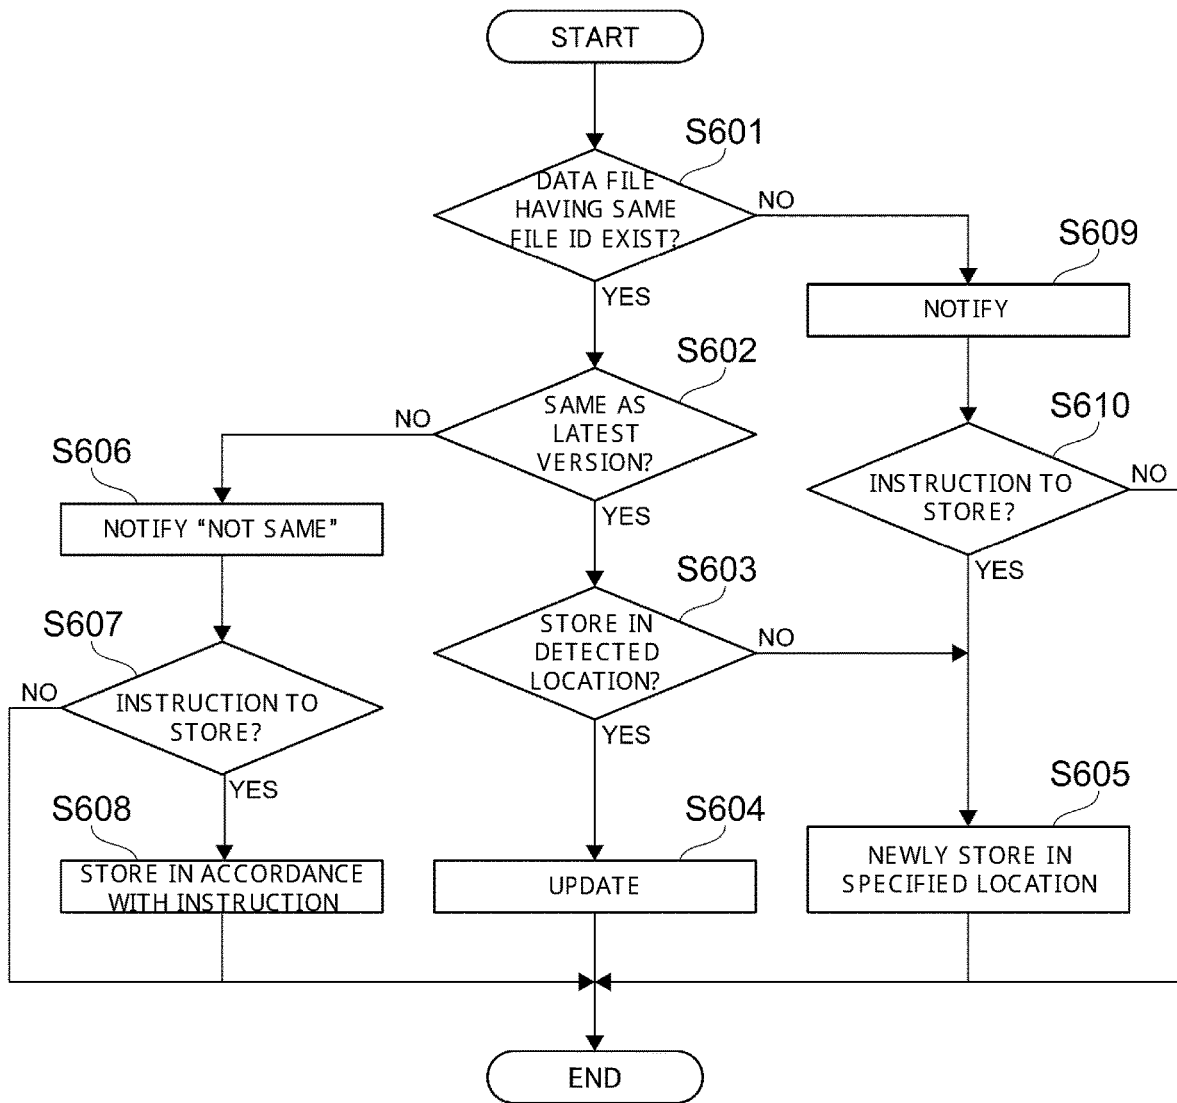 START
S601
DATA FILE
HAVING SAME
FILE ID EXIST?
NO
YES
S609
NOTIFY
S602
SAME AS
LATEST
VERSION?
NO
YES
S610
INSTRUCTION TO
STORE?
NO
YES
S606
NOTIFY “NOT SAME”
S603
STORE IN
DETECTED
LOCATION?
NO
YES
S607
INSTRUCTION TO
STORE?
NO
YES
S608
STORE IN ACCORDANCE
WITH INSTRUCTION
S604
UPDATE
S605
NEWLY STORE IN
SPECIFIED LOCATION
END